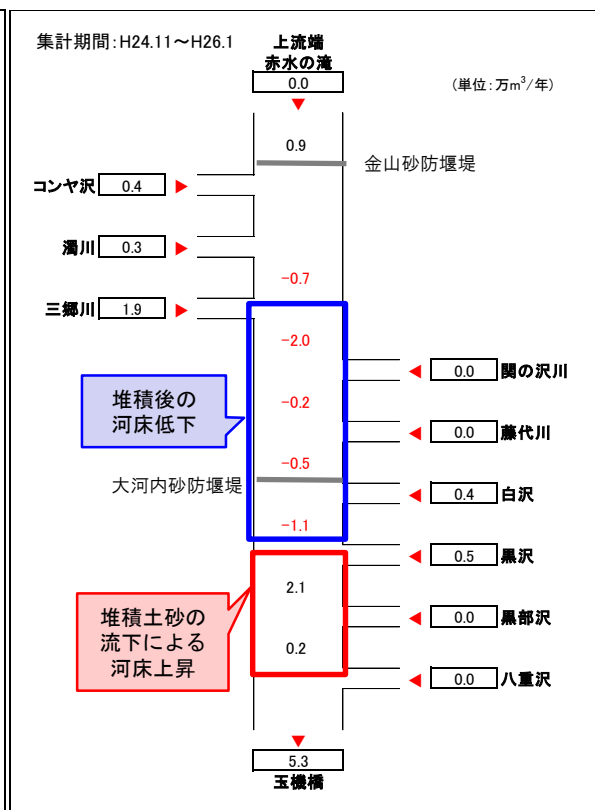 集計期間:H24.11～H26.1
上流端
赤水の滝
0.0
(単位:万m³/年)
0.9
金山砂防堰堤
コンヤ沢 0.4
濁川 0.3
-0.7
三郷川 1.9
-2.0
関の沢川 0.0
堆積後の
河床低下
-0.2
0.0 藤代川
-0.5
大河内砂防堰堤
0.4 白沢
-1.1
0.5 黒沢
堆積土砂の
流下による
河床上昇
2.1
0.0 黒部沢
0.2
0.0 八重沢
5.3
玉機橋